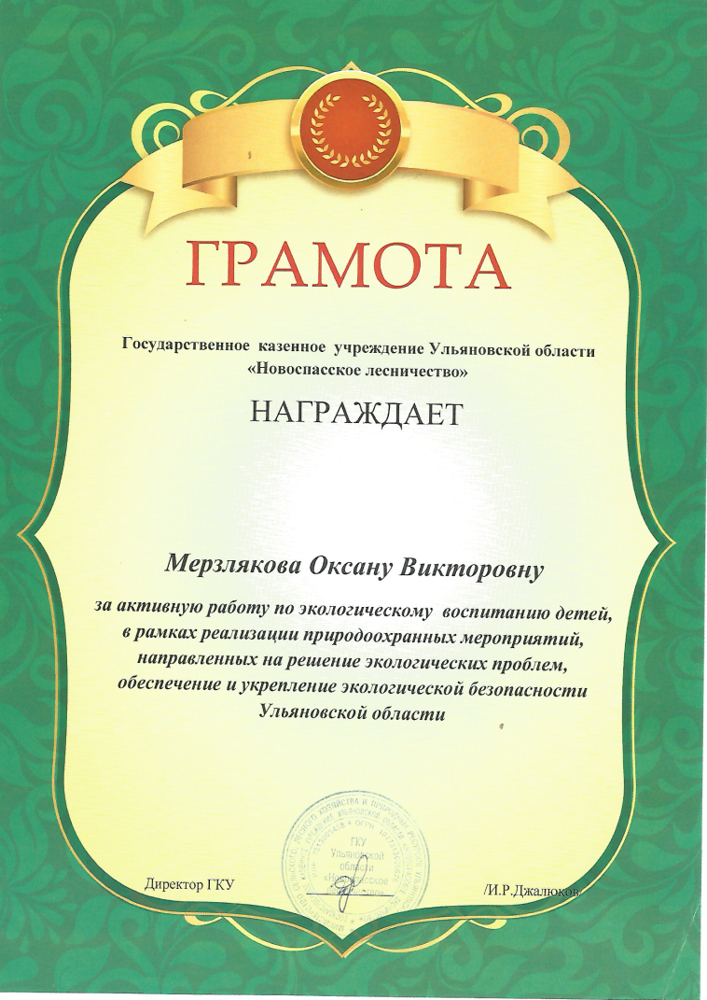 ГРАМОТА
Государственное казенное учреждение Ульяновской области
«Новоспасское лесничество»
НАГРАЖДАЕТ
Мерзлякова Оксану Викторовну
за активную работу по экологическому воспитанию детей,
в рамках реализации природоохранных мероприятий,
направленных на решение экологических проблем,
обеспечение и укрепление экологической безопасности
Ульяновской области
ГКУ
Ульяновской
области
«Новоспасское
Директор ГКУ
/И.Р.Джалюков/